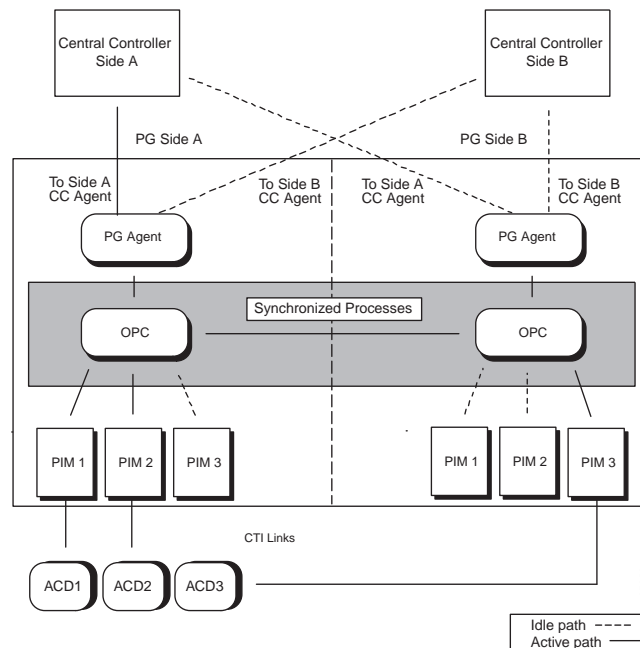 Central Controller
Side A
Central Controller
Side B
PG Side A
PG Side B
To Side A
CC Agent
To Side B
CC Agent
To Side A
CC Agent
To Side B
CC Agent
PG Agent
PG Agent
Synchronized Processes
OPC
OPC
PIM 1
PIM 2
PIM 3
PIM 1
PIM 2
PIM 3
CTI Links
ACD1
ACD2
ACD3
Idle path
Active path